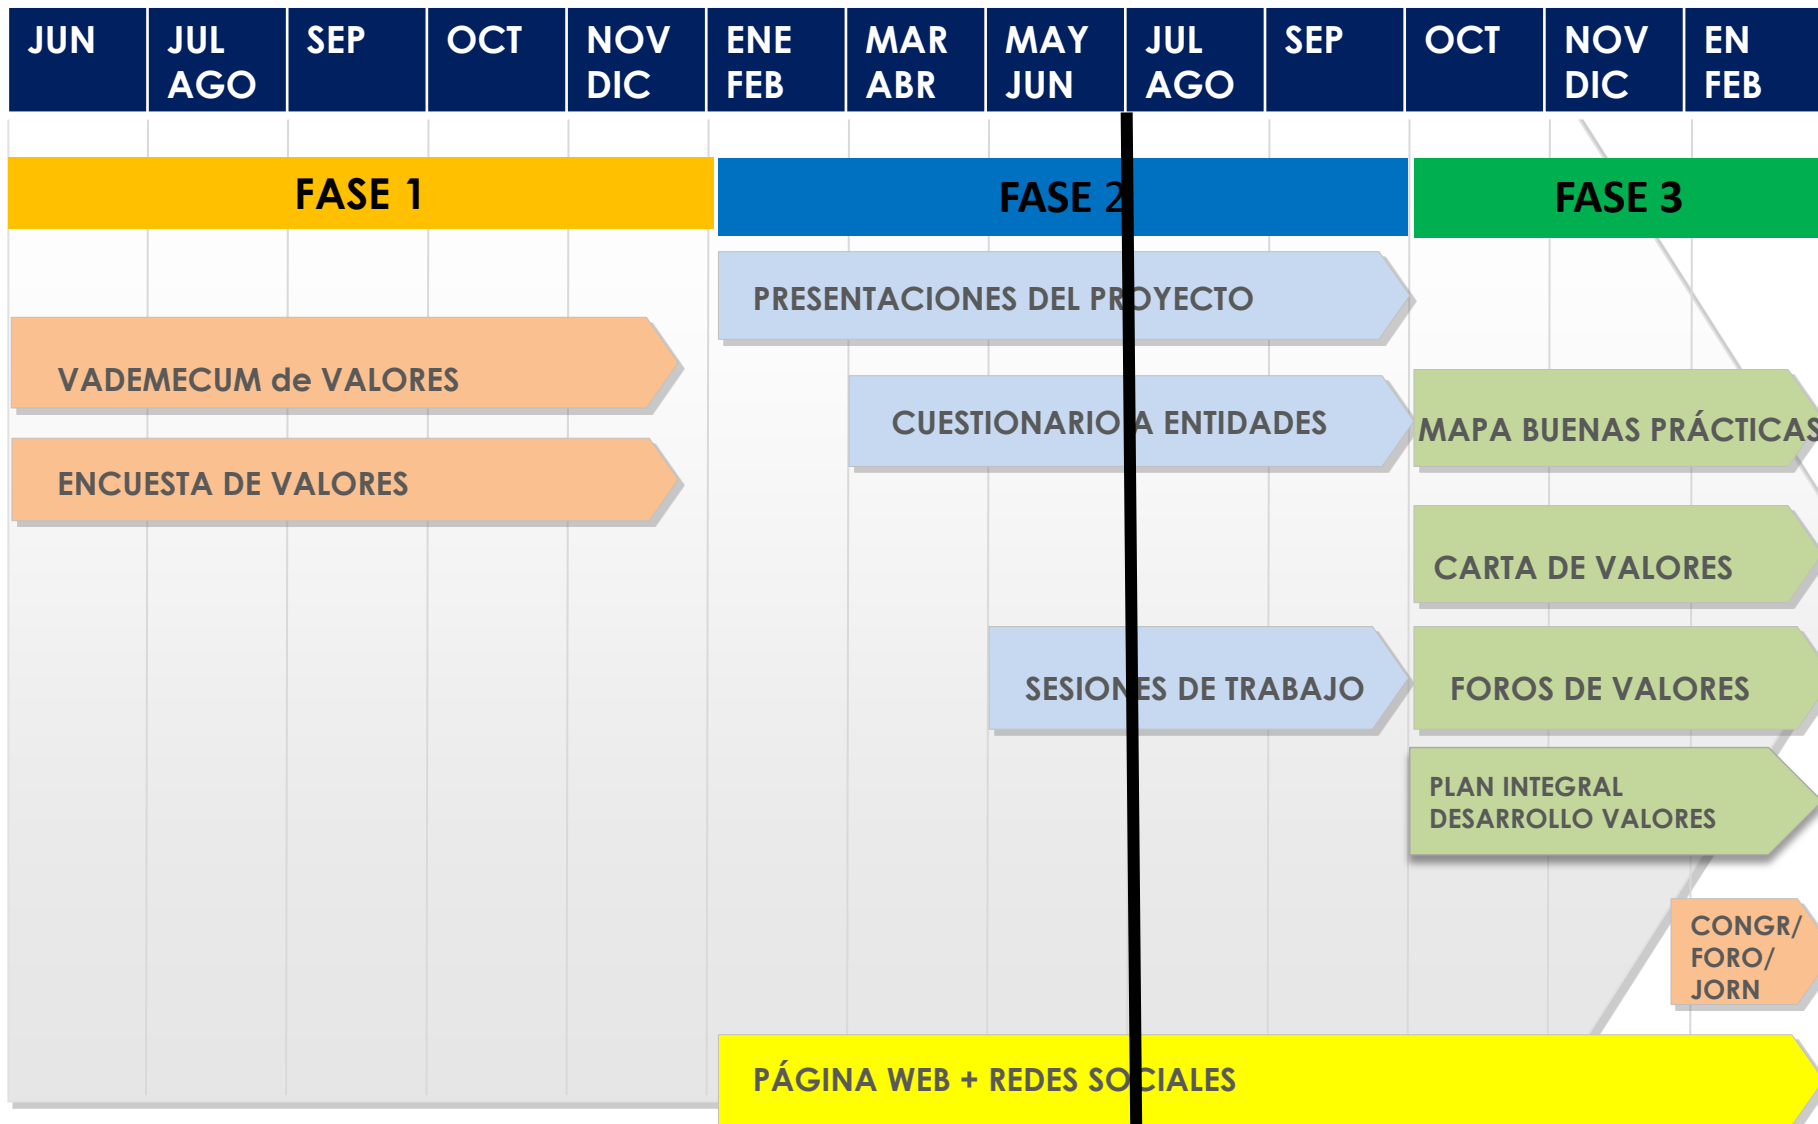 JUN
JUL
AGO
SEP
OCT
NOV
DIC
ENE
FEB
MAR
ABR
MAY
JUN
JUL
AGO
SEP
OCT
NOV
DIC
EN
FEB
FASE 1
FASE 2
FASE 3
PRESENTACIONES DEL PROYECTO
VADEMECUM de VALORES
CUESTIONARIO A ENTIDADES
MAPA BUENAS PRÁCTICAS
ENCUESTA DE VALORES
CARTA DE VALORES
SESIONES DE TRABAJO
FOROS DE VALORES
PLAN INTEGRAL
DESARROLLO VALORES
CONGR/
FORO/
JORN
PÁGINA WEB + REDES SOCIALES